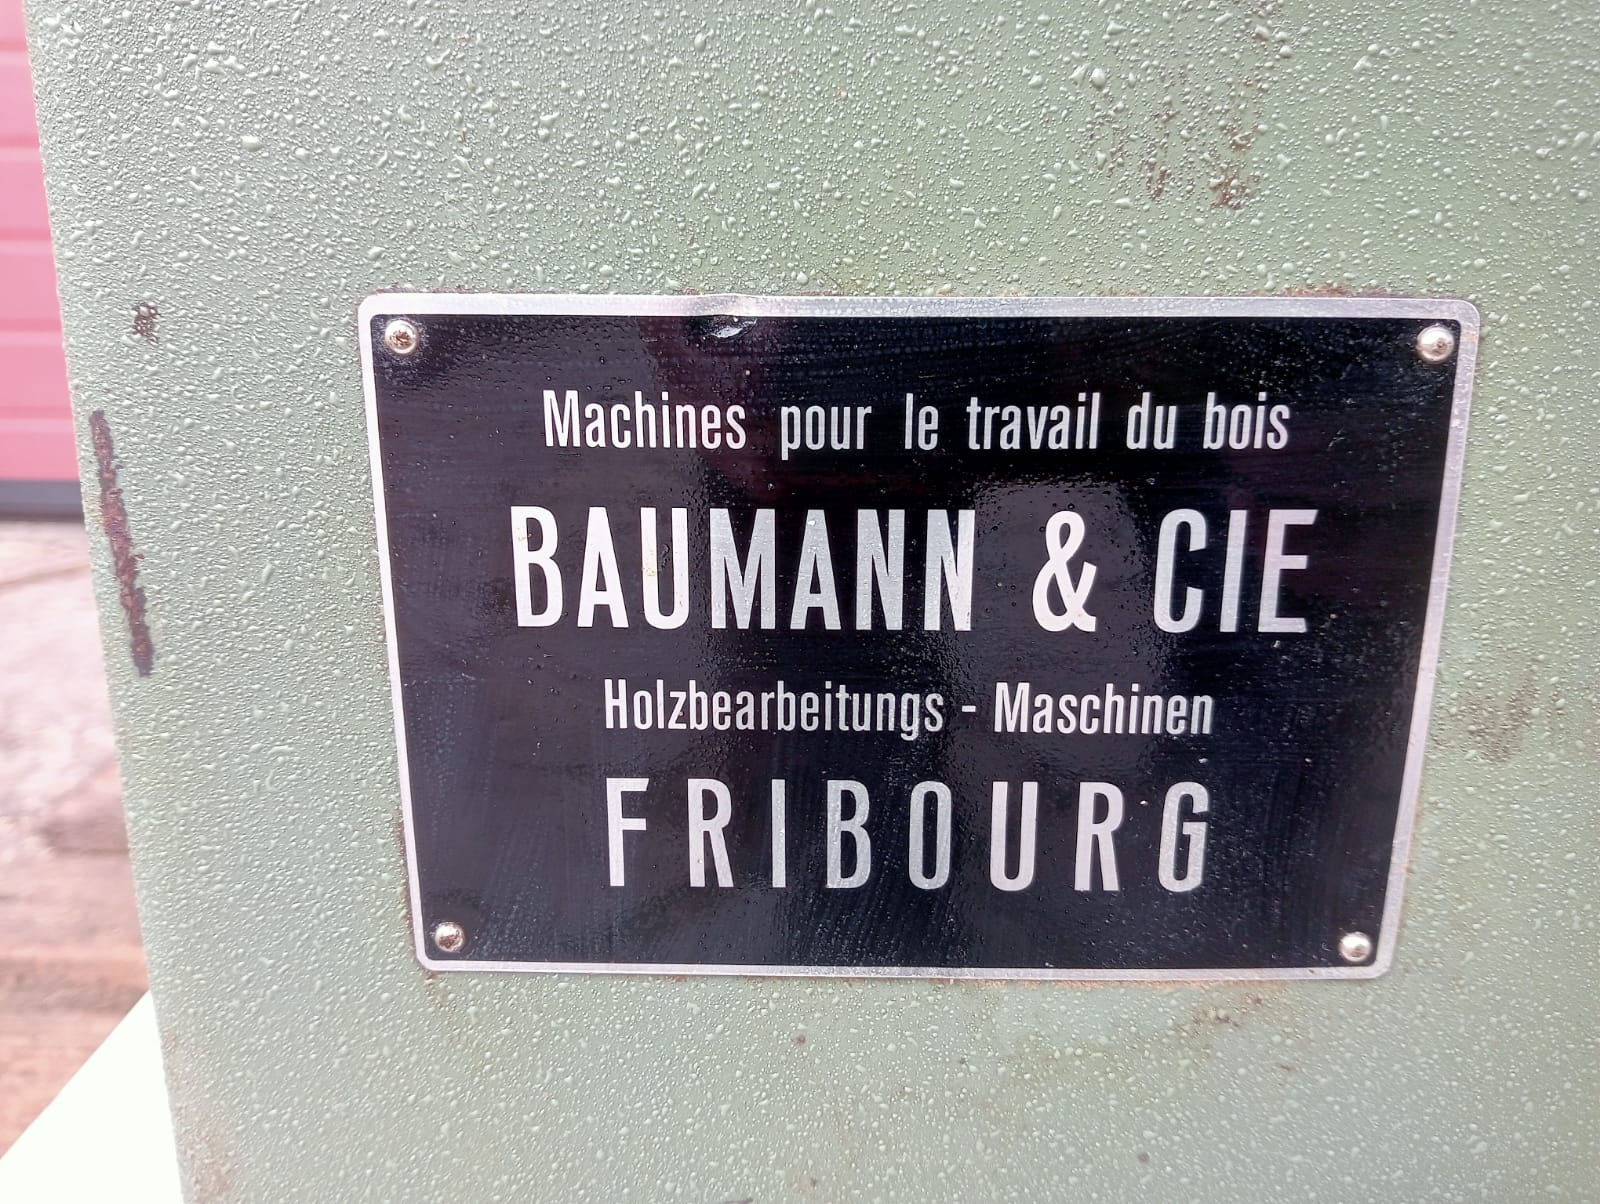 Machines pour le travail du bois
BAUMANN & CIE
Holzbearbeitungs - Maschinen
FRIBOURG